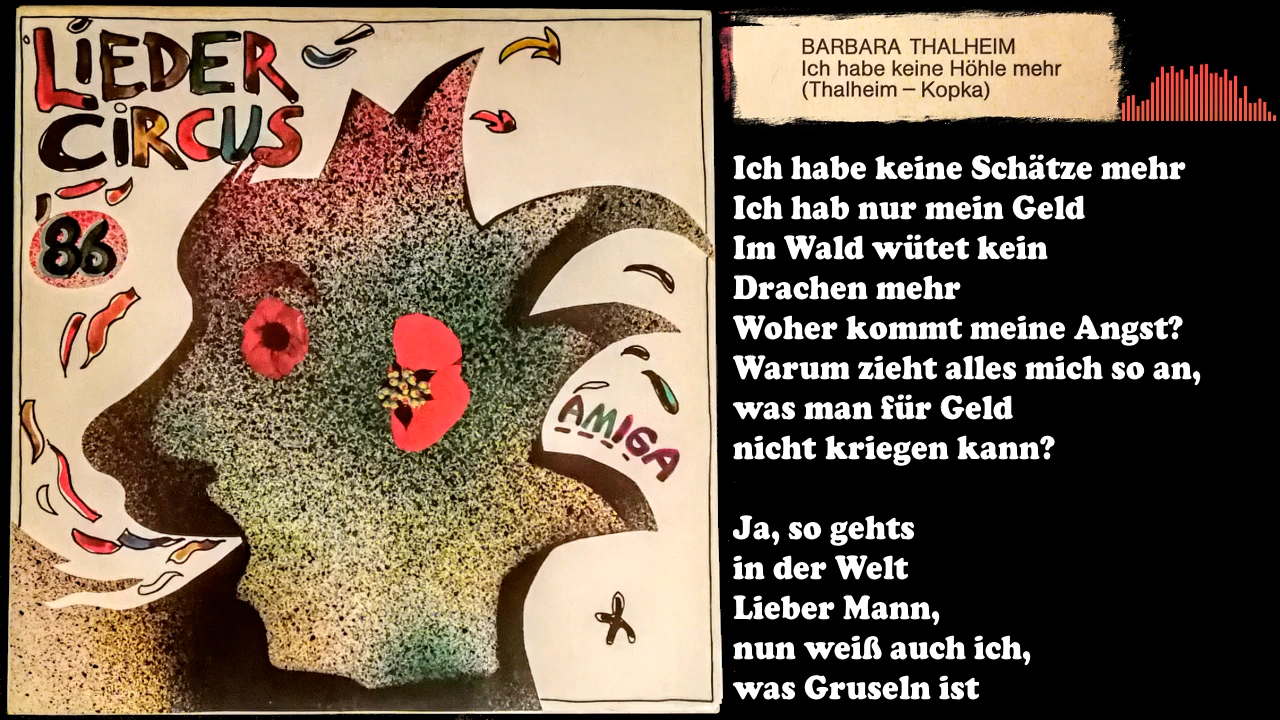 LIEDER
CIRCUS
86
AMIGA
BARBARA THALHEIM
Ich habe keine Höhle mehr
(Thalheim – Kopka)
Ich habe keine Schätze mehr
Ich hab nur mein Geld
Im Wald wütet kein
Drachen mehr
Woher kommt meine Angst?
Warum zieht alles mich so an,
was man für Geld
nicht kriegen kann?
Ja, so gehts
in der Welt
Lieber Mann,
nun weiß auch ich,
was Gruseln ist